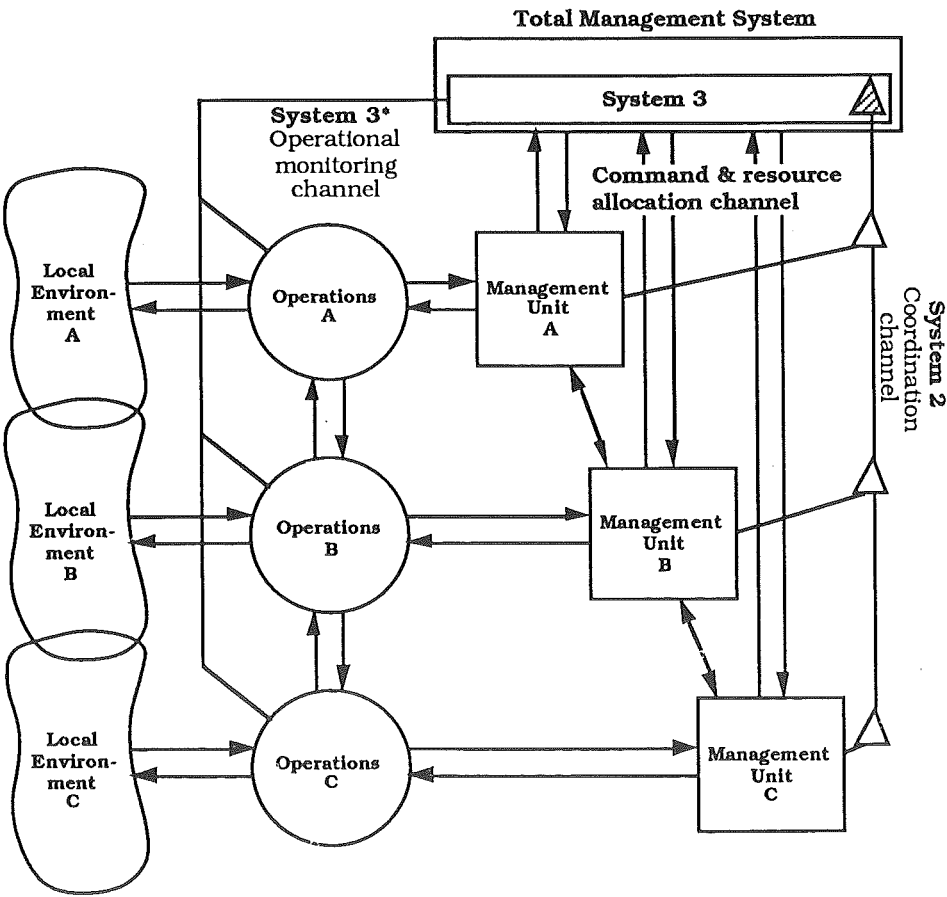 Total Management System
System 3
System 3*
Operational
monitoring
channel
Command & resource
allocation channel
Local
Environ-
ment
A
Operations
A
Management
Unit
A
System 2
Coordination
channel
Local
Environ-
ment
B
Operations
B
Management
Unit
B
Local
Environ-
ment
C
Operations
C
Management
Unit
C